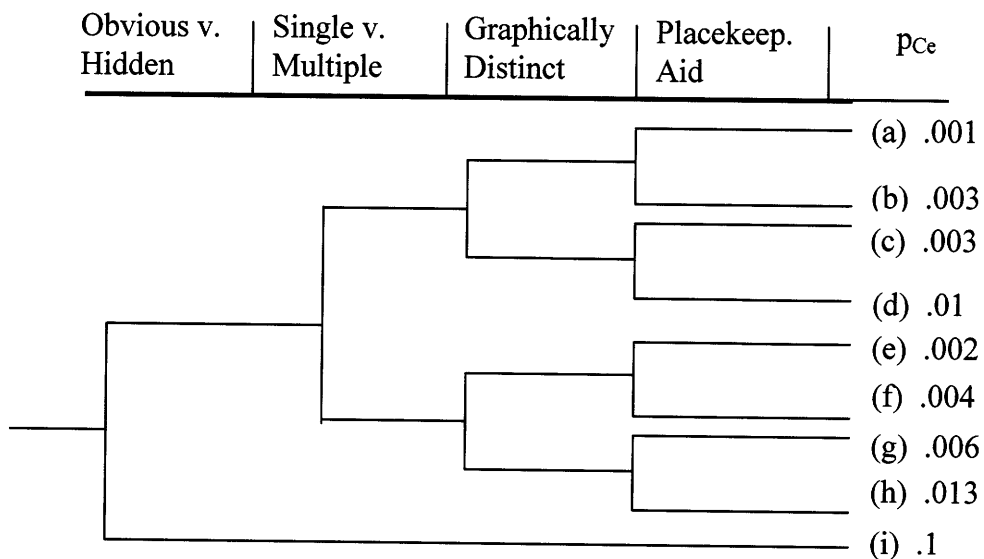 Obvious v. Single v. Graphically Placekeep. pCe
Hidden Multiple Distinct Aid
(a) .001
(b) .003
(c) .003
(d) .01
(e) .002
(f) .004
(g) .006
(h) .013
(i) .1